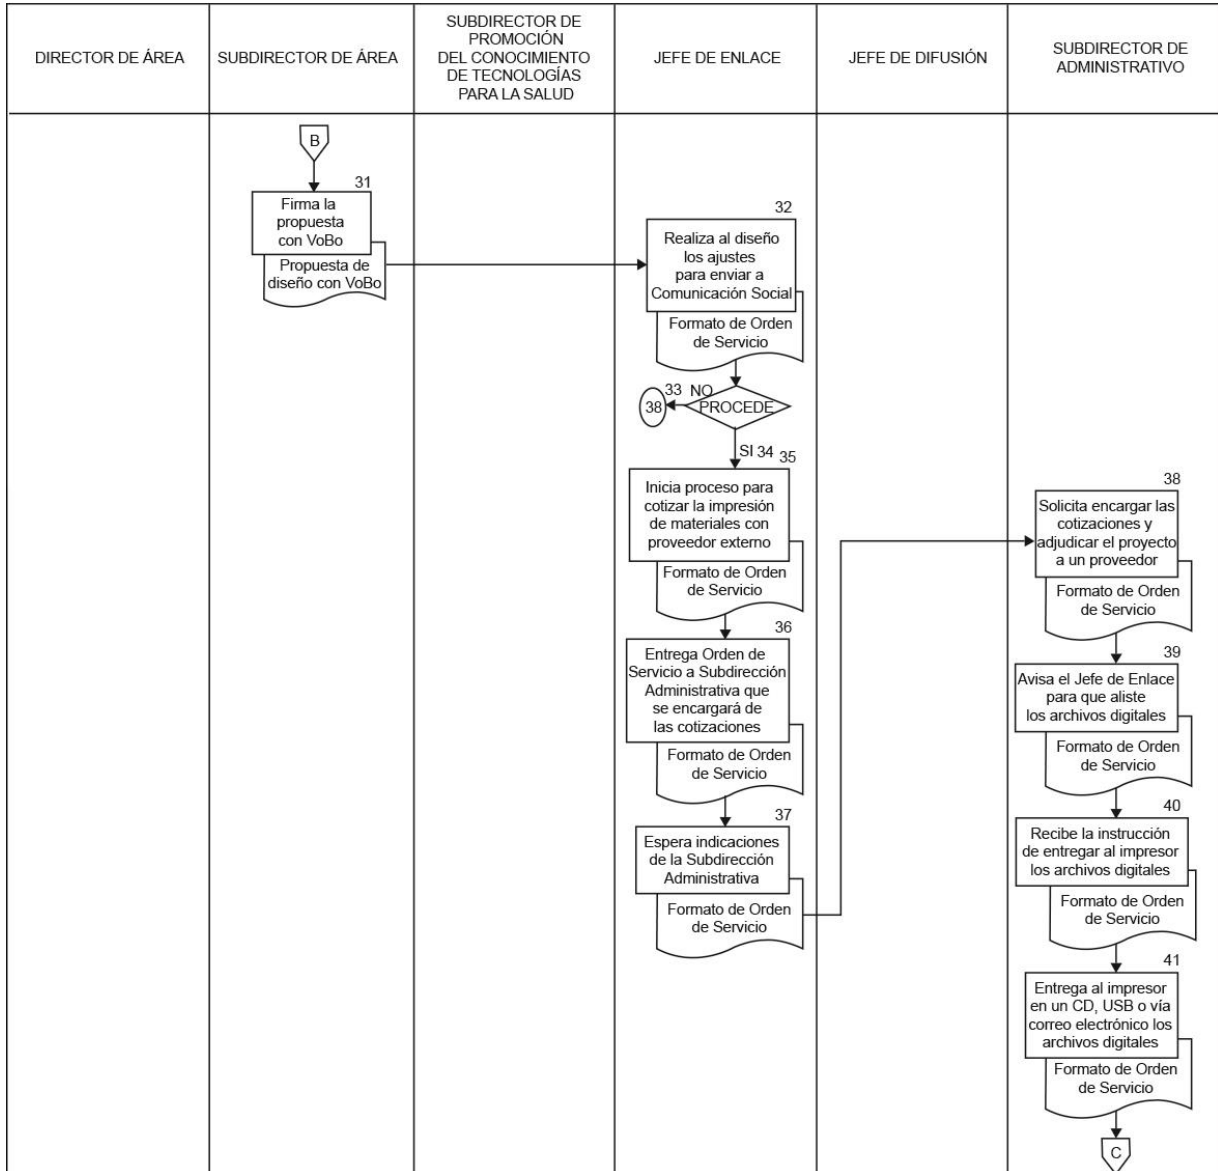 DIRECTOR DE ÁREA
SUBDIRECTOR DE ÁREA
SUBDIRECTOR DE
PROMOCIÓN
DEL CONOCIMIENTO
DE TECNOLOGÍAS
PARA LA SALUD
JEFE DE ENLACE
JEFE DE DIFUSIÓN
SUBDIRECTOR DE
ADMINISTRATIVO
B
31
Firma la
propuesta
con VoBo
Propuesta de
diseño con VoBo
32
Realiza al diseño
los ajustes
para enviar a
Comunicación Social
Formato de Orden
de Servicio
33 NO
38
PROCEDE
SI 34
35
Inicia proceso para
cotizar la impresión
de materiales con
proveedor externo
Formato de Orden
de Servicio
36
Entrega Orden de
Servicio a Subdirección
Administrativa que
se encargará de
las cotizaciones
Formato de Orden
de Servicio
37
Espera indicaciones
de la Subdirección
Administrativa
Formato de Orden
de Servicio
38
Solicita encargar las
cotizaciones y
adjudicar el proyecto
a un proveedor
Formato de Orden
de Servicio
39
Avisa el Jefe de Enlace
para que aliste
los archivos digitales
Formato de Orden
de Servicio
40
Recibe la instrucción
de entregar al impresor
los archivos digitales
Formato de Orden
de Servicio
41
Entrega al impresor
en un CD, USB o vía
correo electrónico los
archivos digitales
Formato de Orden
de Servicio
C